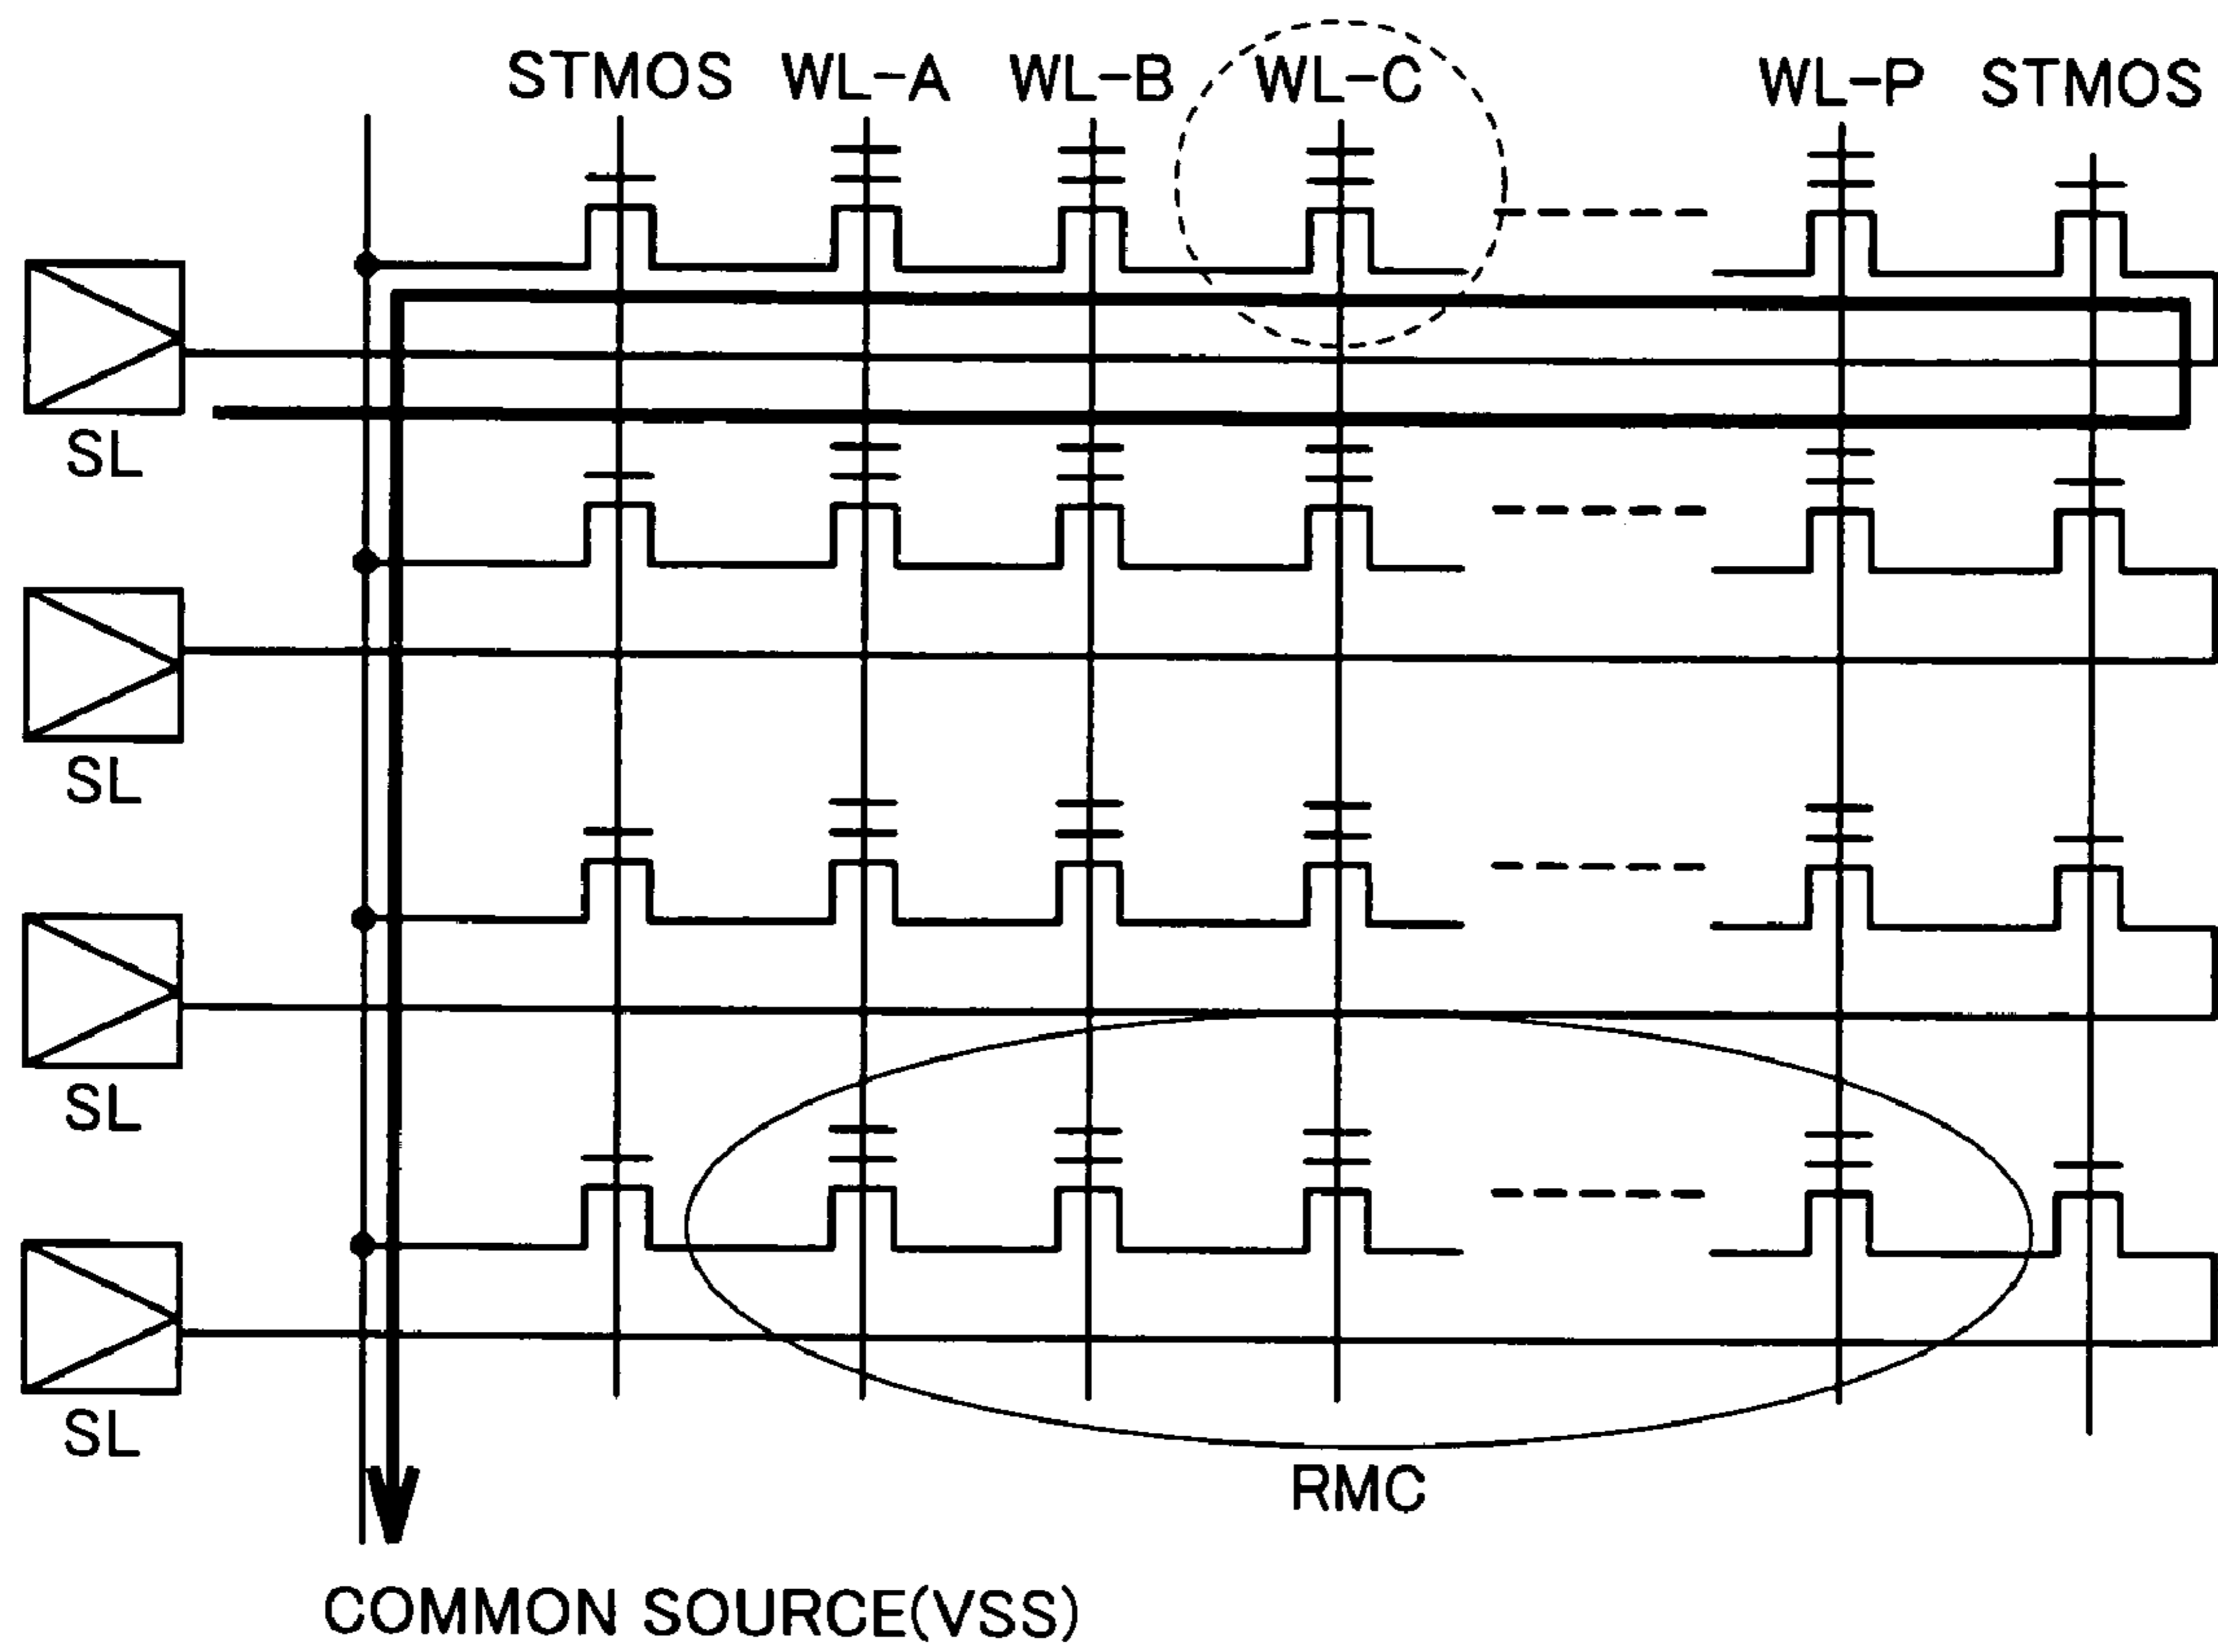 STMOS WL-A WL-B WL-C WL-P STMOS
SL
SL
SL
SL
RMC
COMMON SOURCE(VSS)